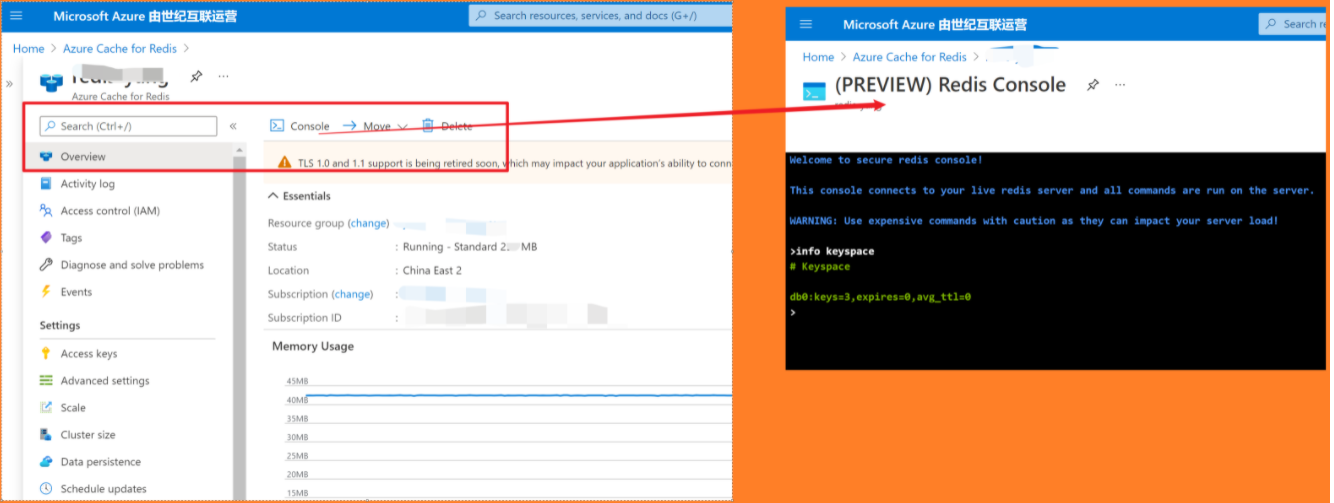 Microsoft Azure 由世纪互联运营
Search resources, services, and docs (G+/)
Home > Azure Cache for Redis >
Azure Cache for Redis
Search (Ctrl+/)
Console
Move
Delete
Overview
TLS 1.0 and 1.1 support is being retired soon, which may impact your application's ability to conn
Activity log
Access control (IAM)
Tags
Diagnose and solve problems
Events
Settings
Access keys
Advanced settings
Scale
Cluster size
Data persistence
Schedule updates
Essentials
Resource group (change)
Status : Running - Standard MB
Location : China East 2
Subscription (change) :
Subscription ID :
Memory Usage
45MB
40MB
35MB
30MB
25MB
20MB
15MB
Microsoft Azure 由世纪互联运营
Search re
Home > Azure Cache for Redis >
(PREVIEW) Redis Console
Welcome to secure redis console!
This console connects to your live redis server and all commands are run on the server.
WARNING: Use expensive commands with caution as they can impact your server load!
>info keyspace
# Keyspace
db0:keys=3,expires=0,avg_ttl=0
>